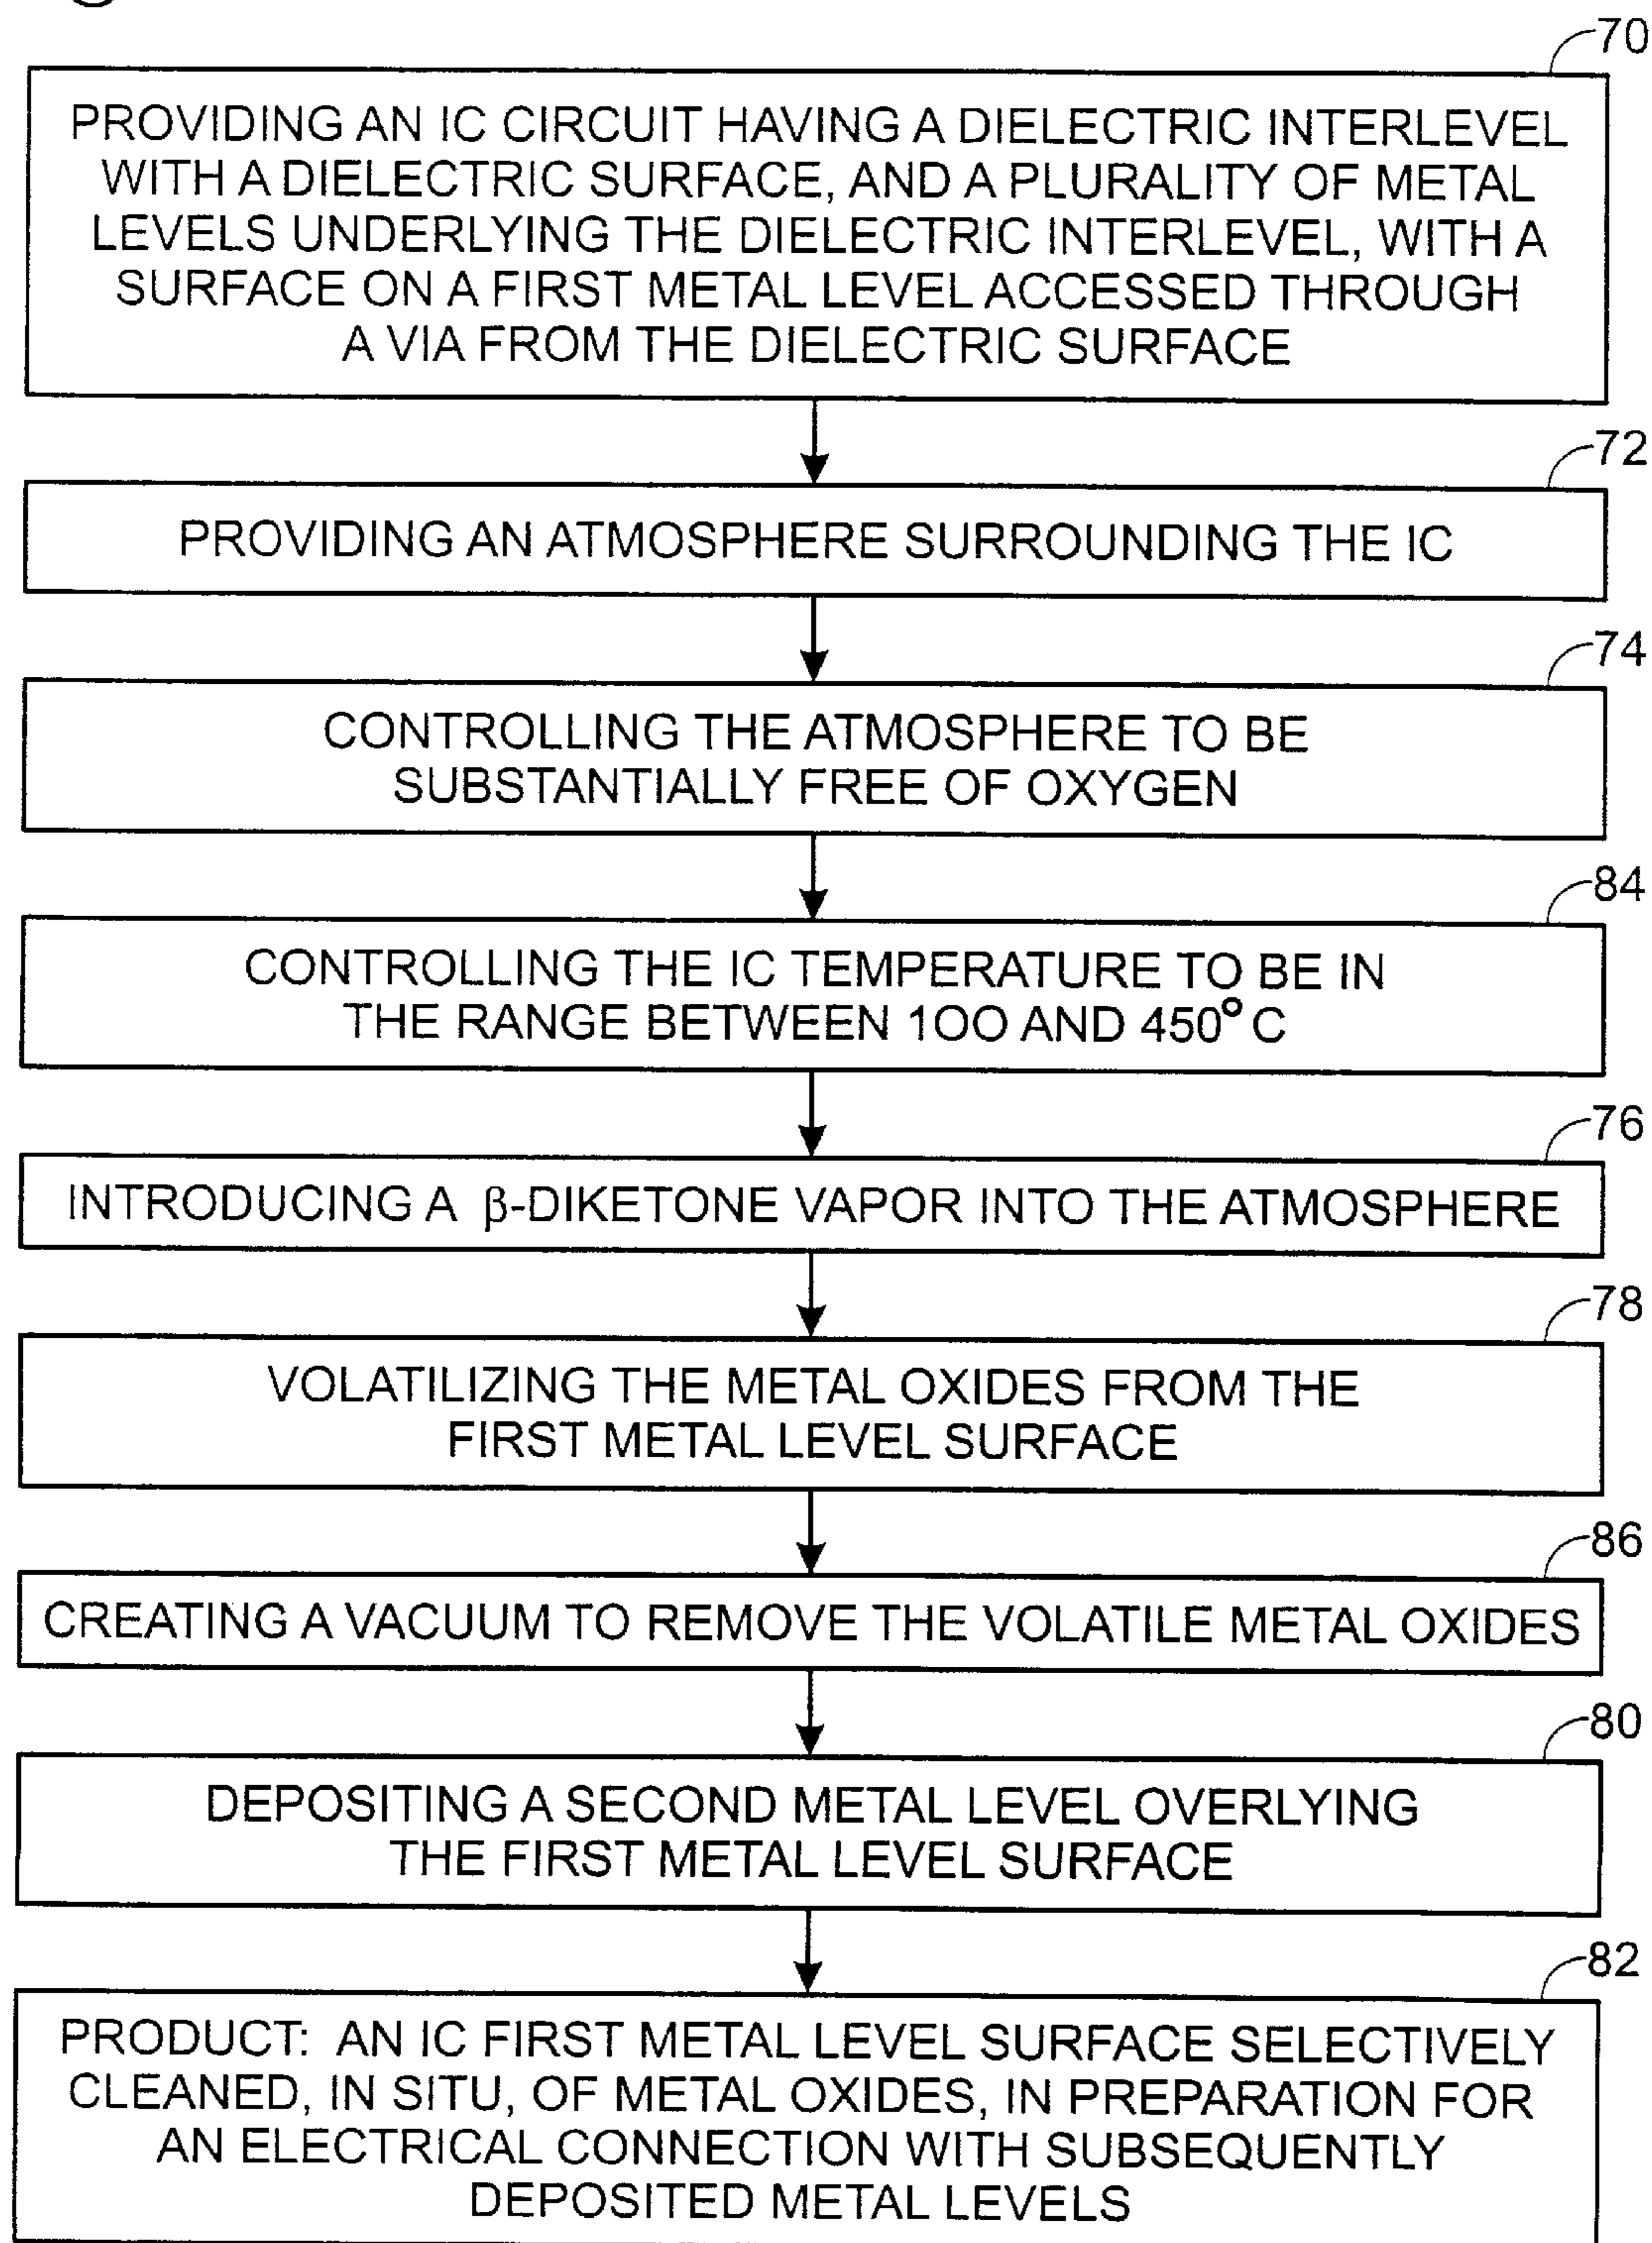 70
PROVIDING AN IC CIRCUIT HAVING A DIELECTRIC INTERLEVEL
WITH A DIELECTRIC SURFACE, AND A PLURALITY OF METAL
LEVELS UNDERLYING THE DIELECTRIC INTERLEVEL, WITH A
SURFACE ON A FIRST METAL LEVEL ACCESSED THROUGH
A VIA FROM THE DIELECTRIC SURFACE
72
PROVIDING AN ATMOSPHERE SURROUNDING THE IC
74
CONTROLLING THE ATMOSPHERE TO BE
SUBSTANTIALLY FREE OF OXYGEN
84
CONTROLLING THE IC TEMPERATURE TO BE IN
THE RANGE BETWEEN 100 AND 450° C
76
INTRODUCING A β-DIKETONE VAPOR INTO THE ATMOSPHERE
78
VOLATILIZING THE METAL OXIDES FROM THE
FIRST METAL LEVEL SURFACE
86
CREATING A VACUUM TO REMOVE THE VOLATILE METAL OXIDES
80
DEPOSITING A SECOND METAL LEVEL OVERLYING
THE FIRST METAL LEVEL SURFACE
82
PRODUCT: AN IC FIRST METAL LEVEL SURFACE SELECTIVELY
CLEANED, IN SITU, OF METAL OXIDES, IN PREPARATION FOR
AN ELECTRICAL CONNECTION WITH SUBSEQUENTLY
DEPOSITED METAL LEVELS